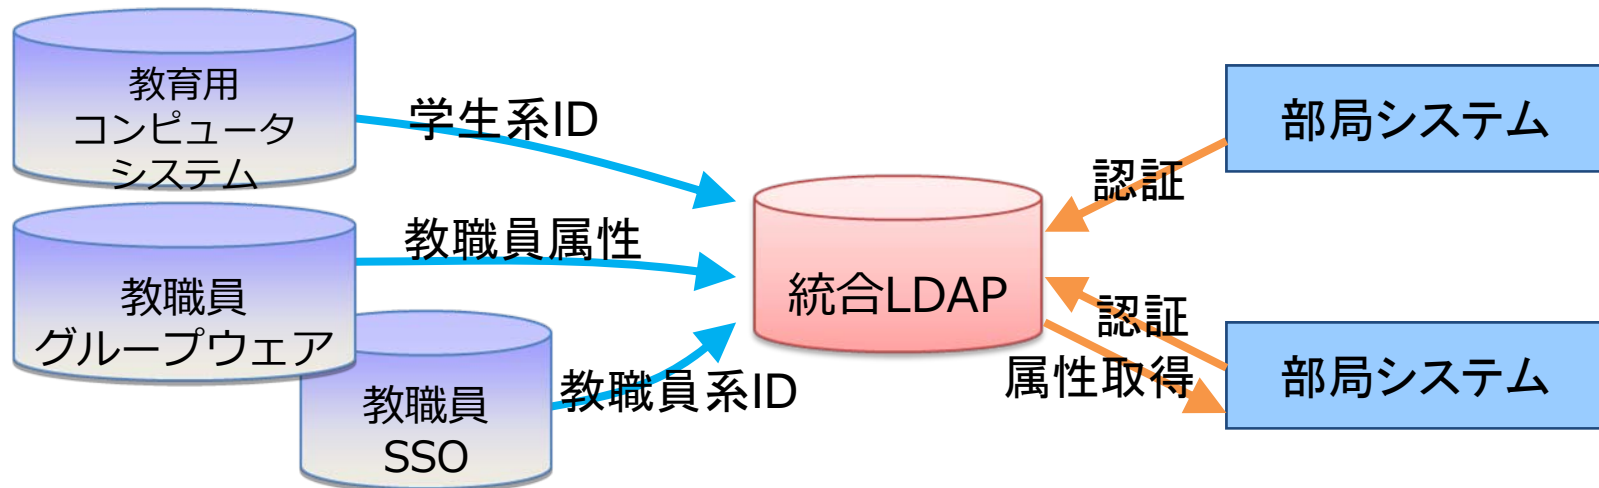 教育用
コンピュータ
システム
学生系ID
教職員
グループウェア
教職員属性
教職員
SSO
教職員系ID
統合LDAP
認証
部局システム
認証
属性取得
部局システム